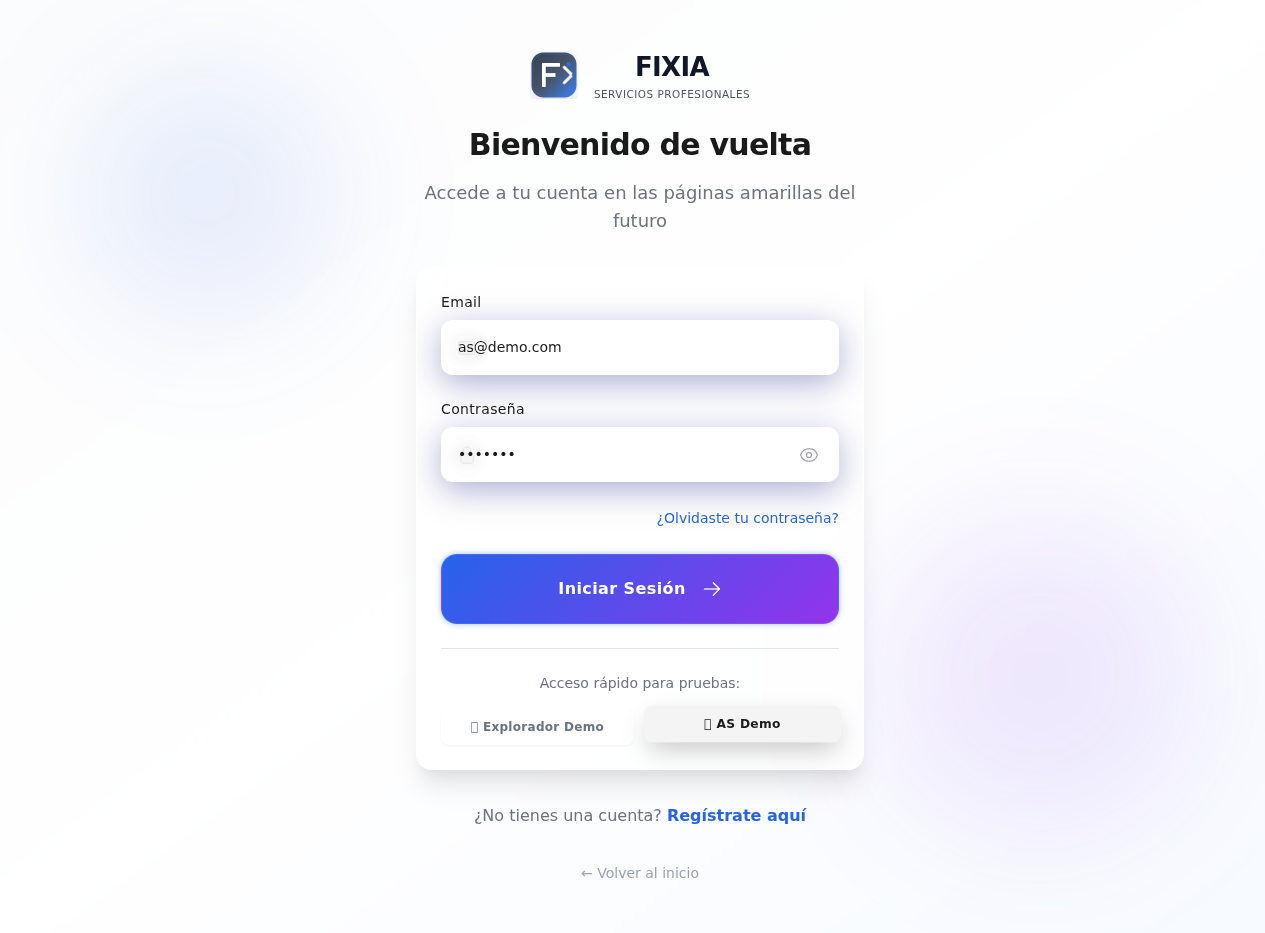 FIXIA
SERVICIOS PROFESIONALES
Bienvenido de vuelta
Accede a tu cuenta en las páginas amarillas del
futuro
Email
as@demo.com
Contraseña
•••••••
¿Olvidaste tu contraseña?
Iniciar Sesión →
Acceso rápido para pruebas:
Explorador Demo
AS Demo
¿No tienes una cuenta? Regístrate aquí
← Volver al inicio